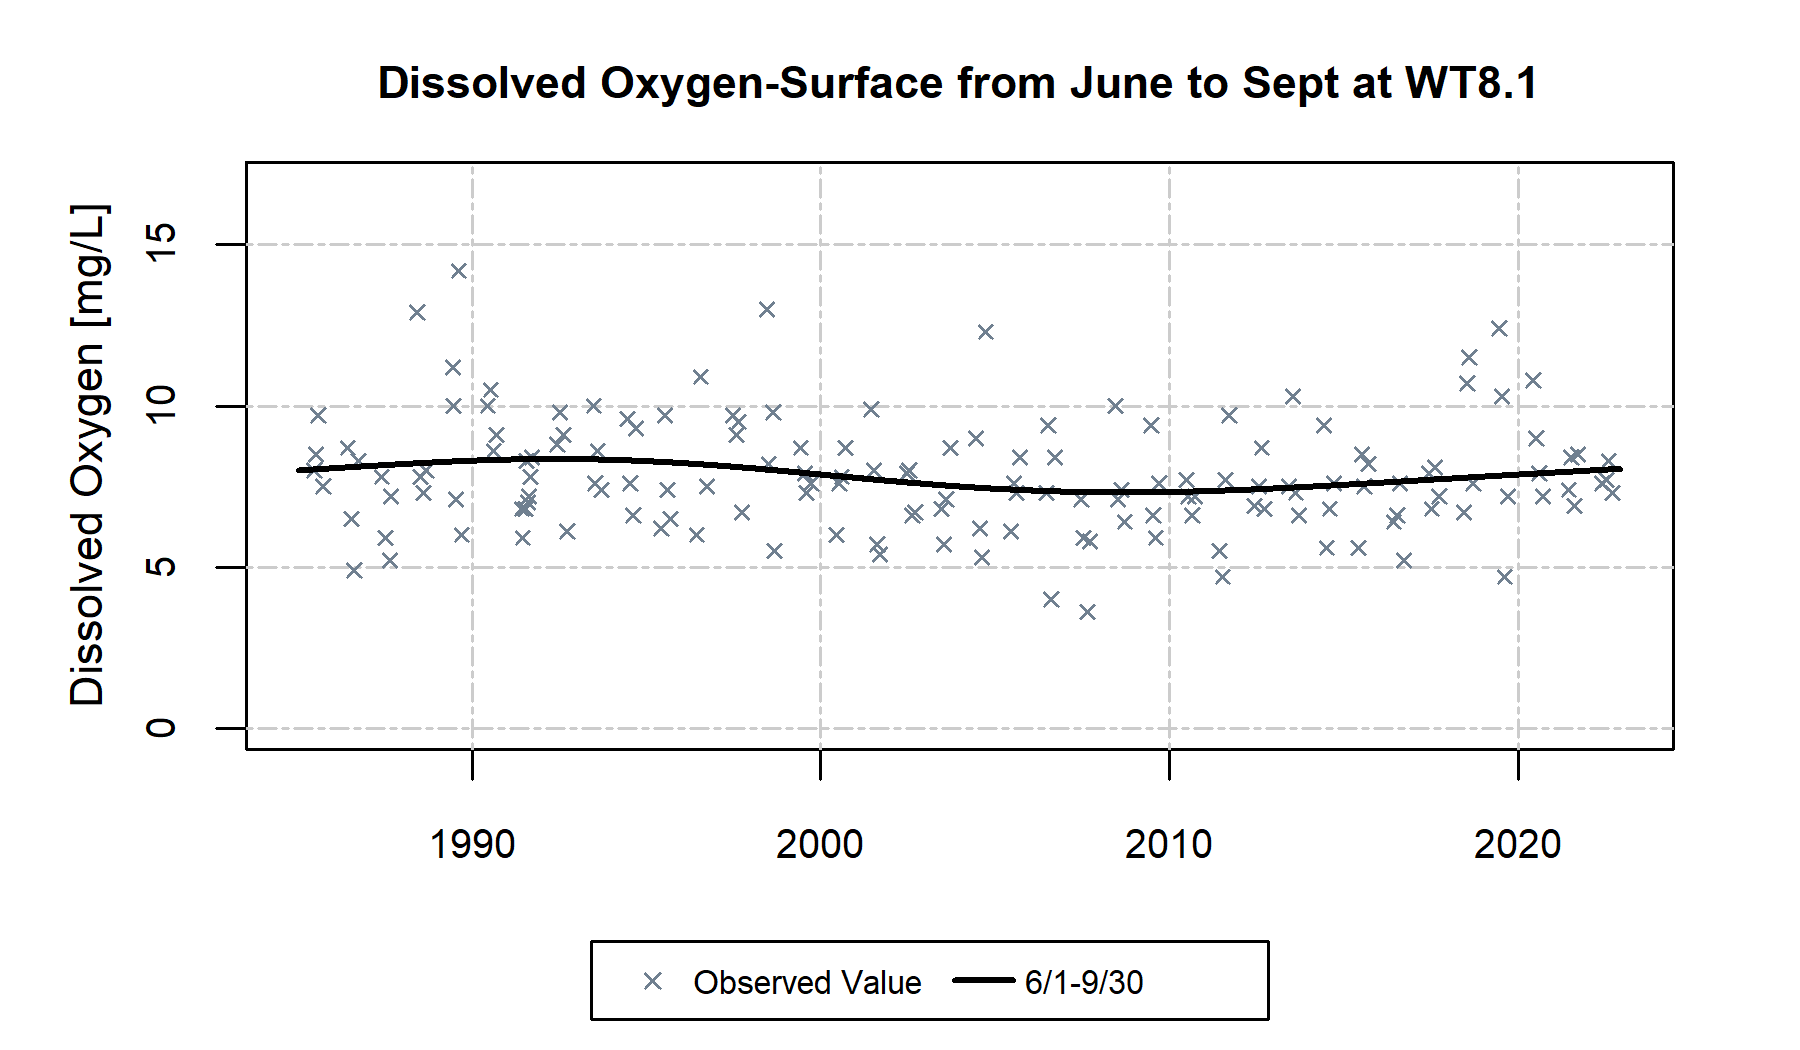 Dissolved Oxygen-Surface from June to Sept at WT8.1
Dissolved Oxygen [mg/L]
15
10
5
0
1990 2000 2010 2020
Observed Value 6/1-9/30